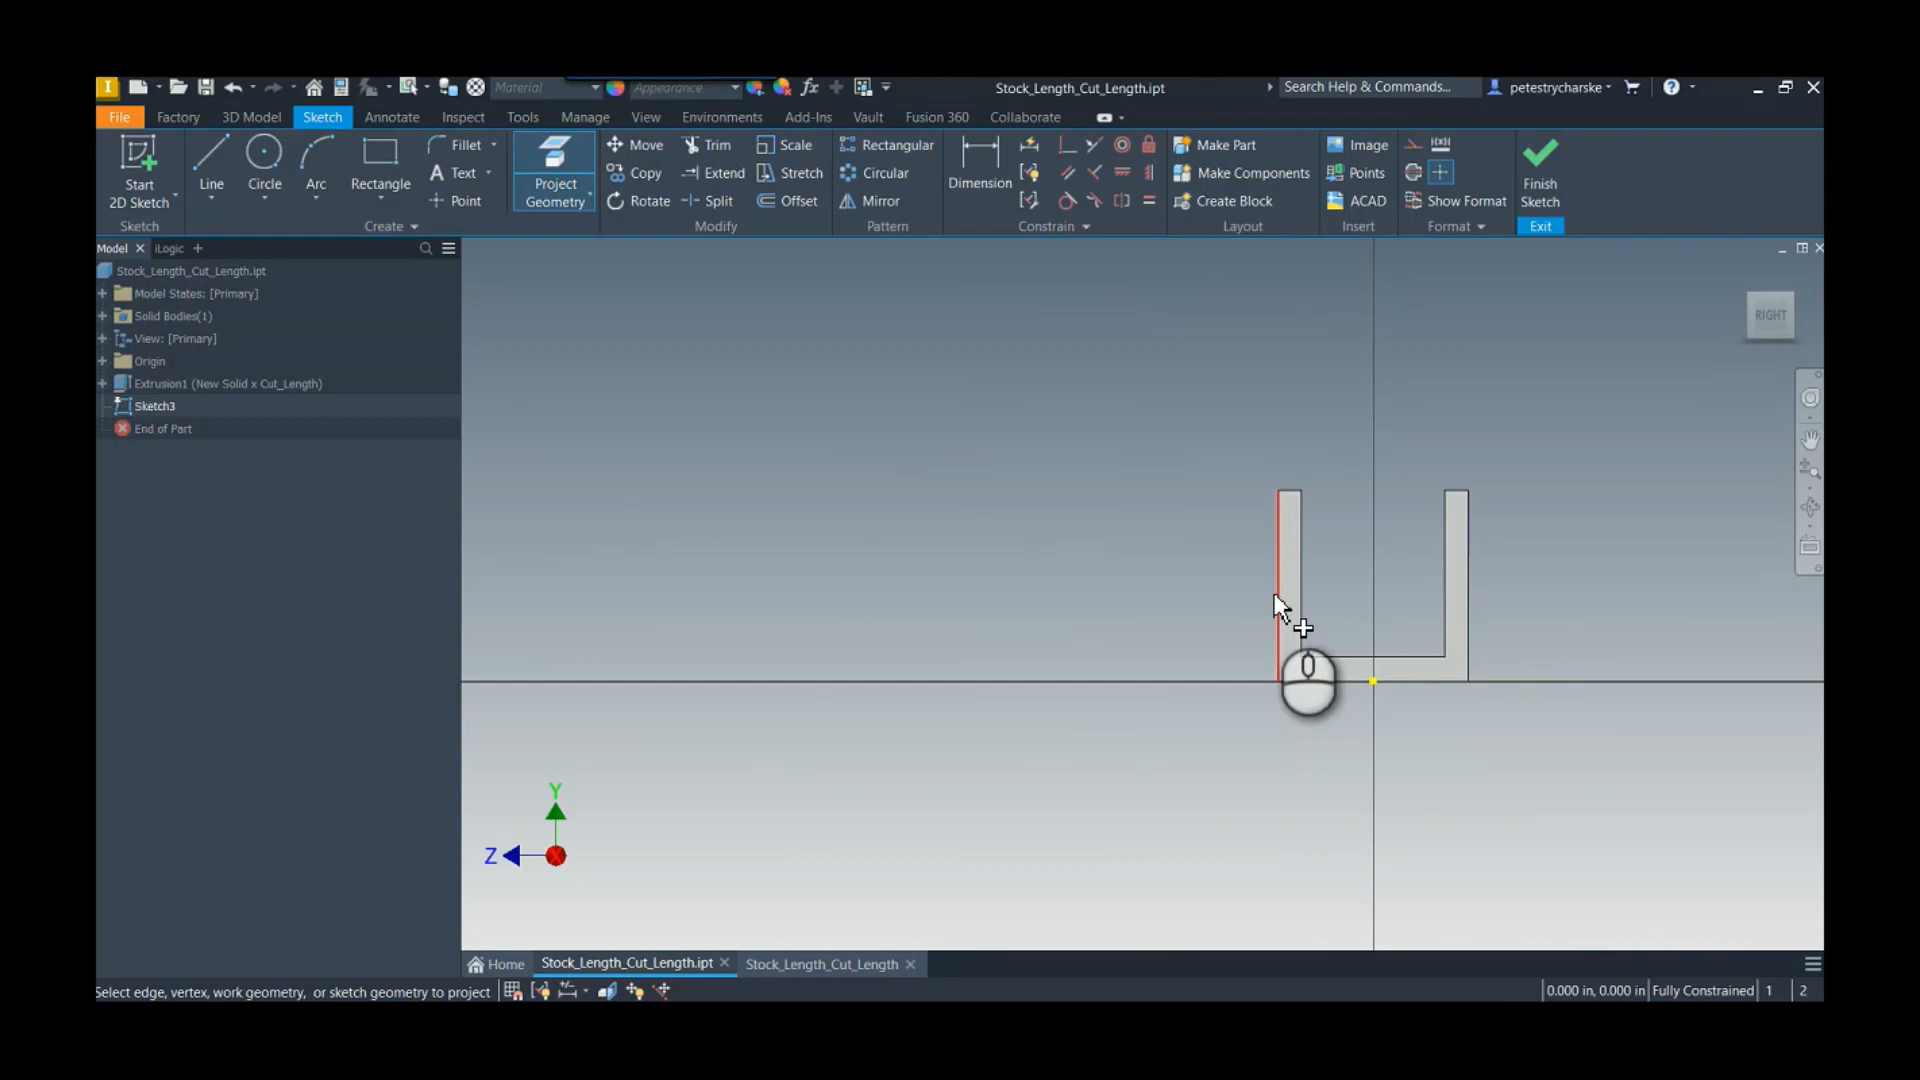 I Material Appearance fx Stock_Length_Cut_Length.ipt Search Help & Commands... petestrycharske ?
File Factory 3D Model Sketch Annotate Inspect Tools Manage View Environments Add-Ins Vault Fusion 360 Collaborate
Start 2D Sketch
Line
Circle
Arc
Rectangle
Fillet
A Text
Point
Project Geometry
Move
Copy
Rotate
Trim
Extend
Split
Scale
Stretch
Offset
Rectangular
Circular
Mirror
Dimension
Make Part
Make Components
Create Block
Image
Points
ACAD
Show Format
Finish Sketch
Sketch Create Modify Pattern Constrain Layout Insert Format Exit
Model iLogic
Stock_Length_Cut_Length.ipt
Model States: [Primary]
Solid Bodies(1)
View: [Primary]
Origin
Extrusion1 (New Solid x Cut_Length)
Sketch3
End of Part
RIGHT
Y
Z
X
Home Stock_Length_Cut_Length.ipt Stock_Length_Cut_Length
Select edge, vertex, work geometry, or sketch geometry to project 0.000 in, 0.000 in Fully Constrained 1 2